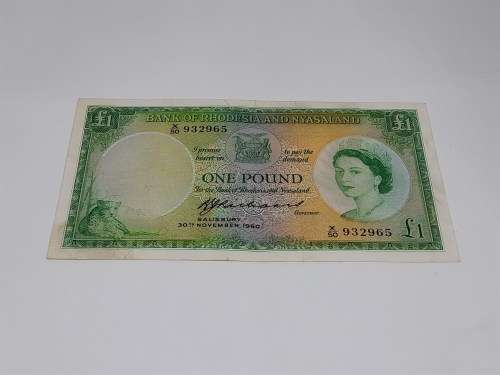 £1 BANK OF RHODESIA AND NYASALAND £1
X/50 932965
I promise to pay the
bearer on demand
ONE POUND
for the Bank of Rhodesia and Nyasaland.
Governor
SALISBURY
30TH NOVEMBER 1960
X/50 932965
£1